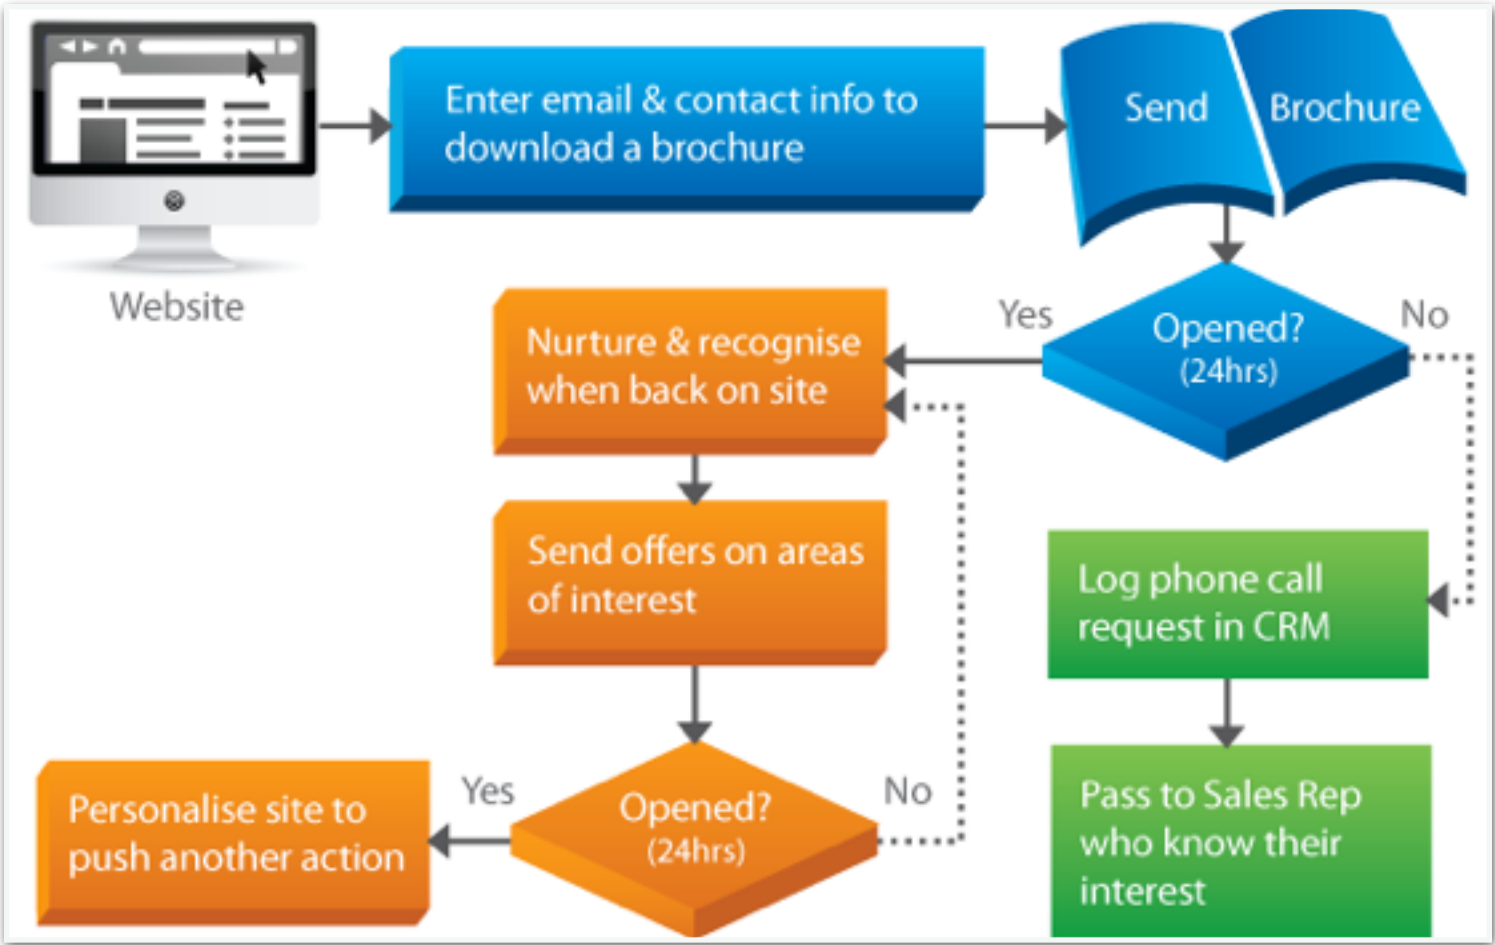 Enter email & contact info to
download a brochure
Send
Brochure
Website
Opened?
(24hrs)
Yes
No
Nurture & recognise
when back on site
Send offers on areas
of interest
Log phone call
request in CRM
Opened?
(24hrs)
Yes
No
Personalise site to
push another action
Pass to Sales Rep
who know their
interest